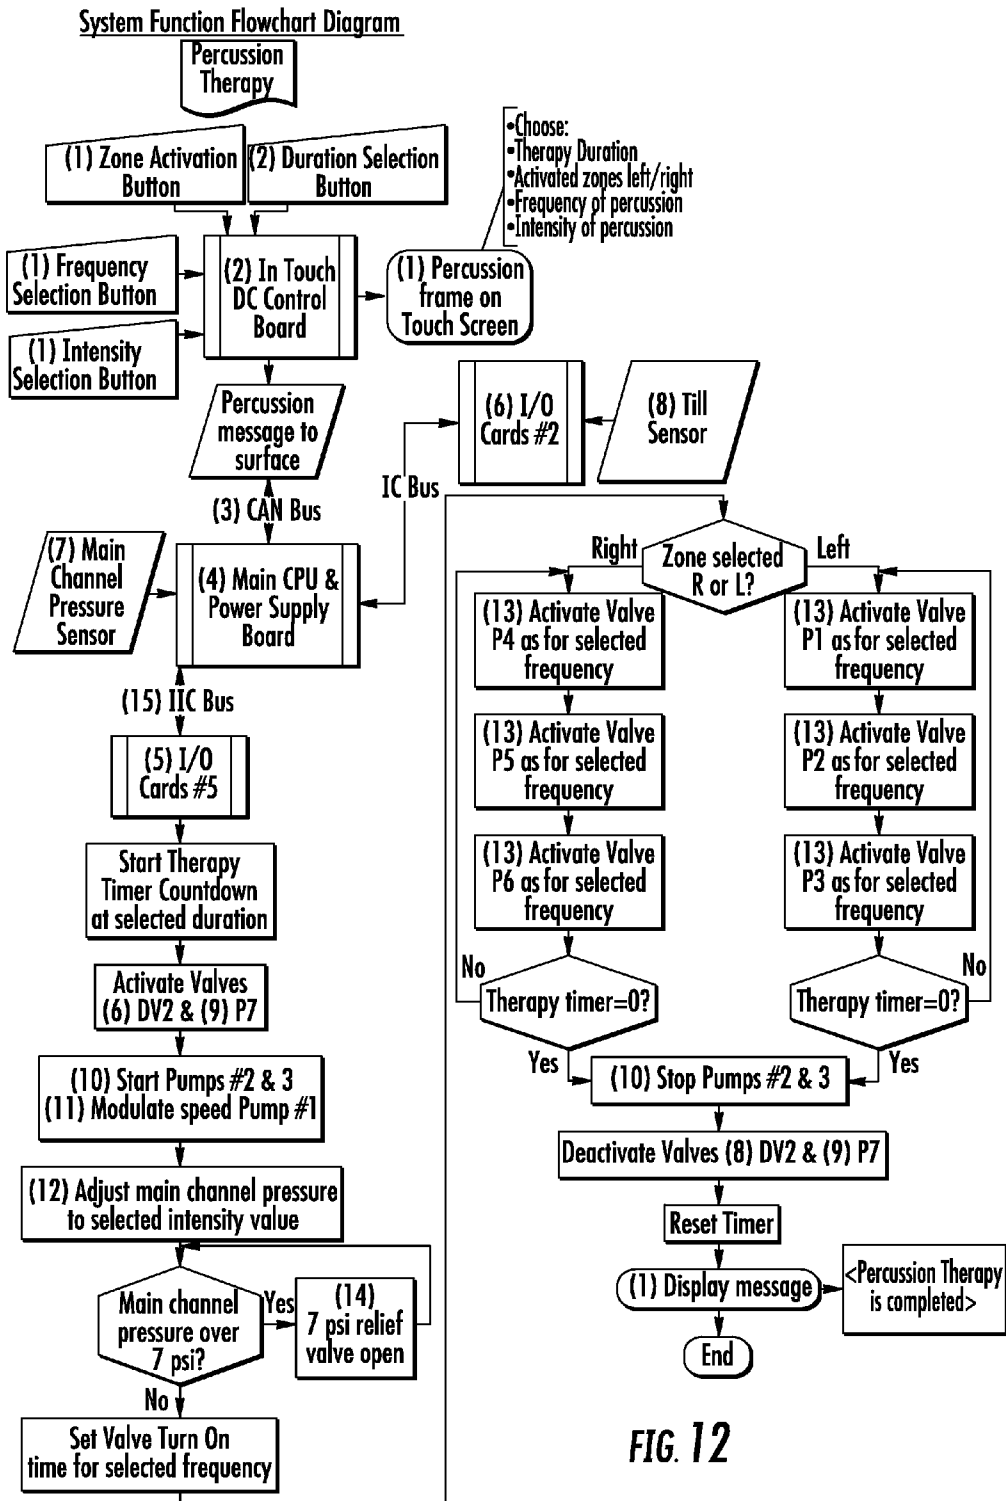 System Function Flowchart Diagram
Percussion
Therapy
(1) Zone Activation
Button
(2) Duration Selection
Button
•Choose:
•Therapy Duration
•Activated zones left/right
•Frequency of percussion
•Intensity of percussion
(1) Frequency
Selection Button
(2) In Touch
DC Control
Board
(1) Percussion
frame on
Touch Screen
(1) Intensity
Selection Button
Percussion
message to
surface
(6) I/O
Cards #2
(8) Till
Sensor
IC Bus
(3) CAN Bus
(7) Main
Channel
Pressure
Sensor
(4) Main CPU &
Power Supply
Board
(15) IIC Bus
(5) I/O
Cards #5
Start Therapy
Timer Countdown
at selected duration
Activate Valves
(6) DV2 & (9) P7
(10) Start Pumps #2 & 3
(11) Modulate speed Pump #1
(12) Adjust main channel pressure
to selected intensity value
Main channel
pressure over
7 psi?
Yes
(14)
7 psi relief
valve open
No
Set Valve Turn On
time for selected frequency
Zone selected
R or L?
Right
Left
(13) Activate Valve
P4 as for selected
frequency
(13) Activate Valve
P1 as for selected
frequency
(13) Activate Valve
P5 as for selected
frequency
(13) Activate Valve
P2 as for selected
frequency
(13) Activate Valve
P6 as for selected
frequency
(13) Activate Valve
P3 as for selected
frequency
No
Therapy timer=0?
No
Therapy timer=0?
Yes
Yes
(10) Stop Pumps #2 & 3
Deactivate Valves (8) DV2 & (9) P7
Reset Timer
(1) Display message
<Percussion Therapy
is completed>
End
FIG. 12